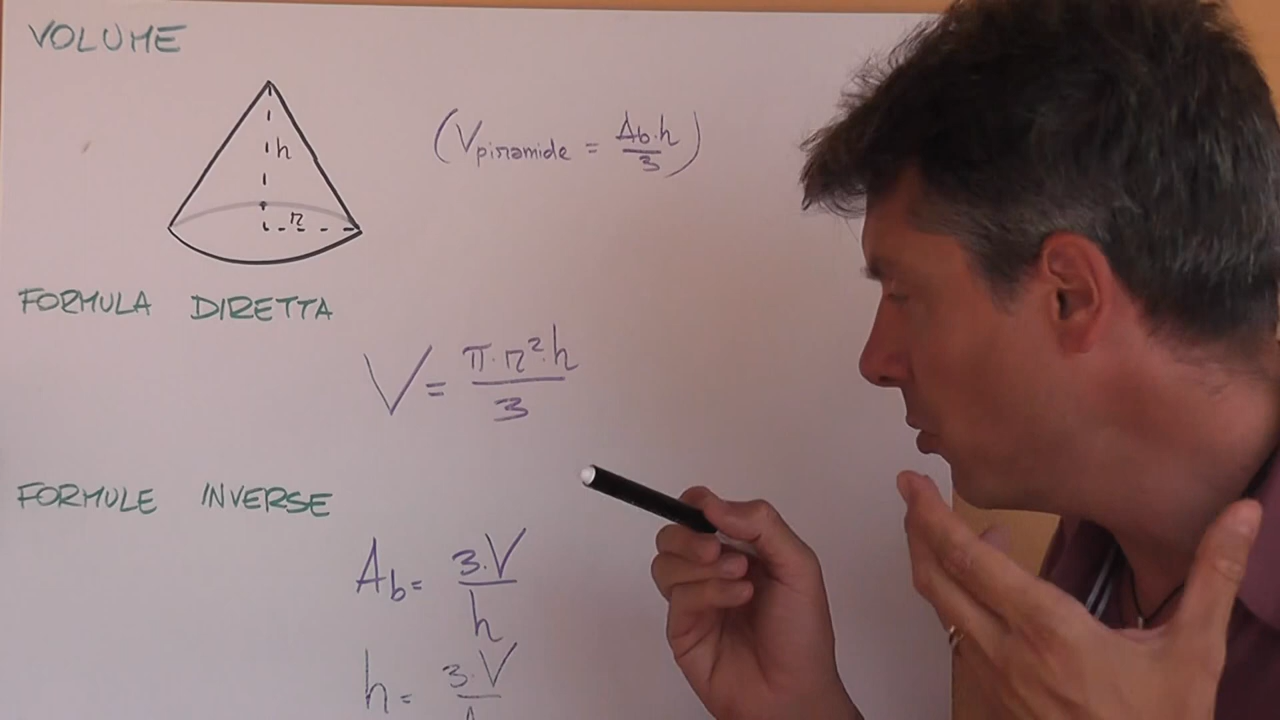 VOLUME
h
r
(Vpiramide = Ab·h/3)
FORMULA DIRETTA
V = π·r²·h/3
FORMULE INVERSE
Ab = 3·V/h
h = 3·V